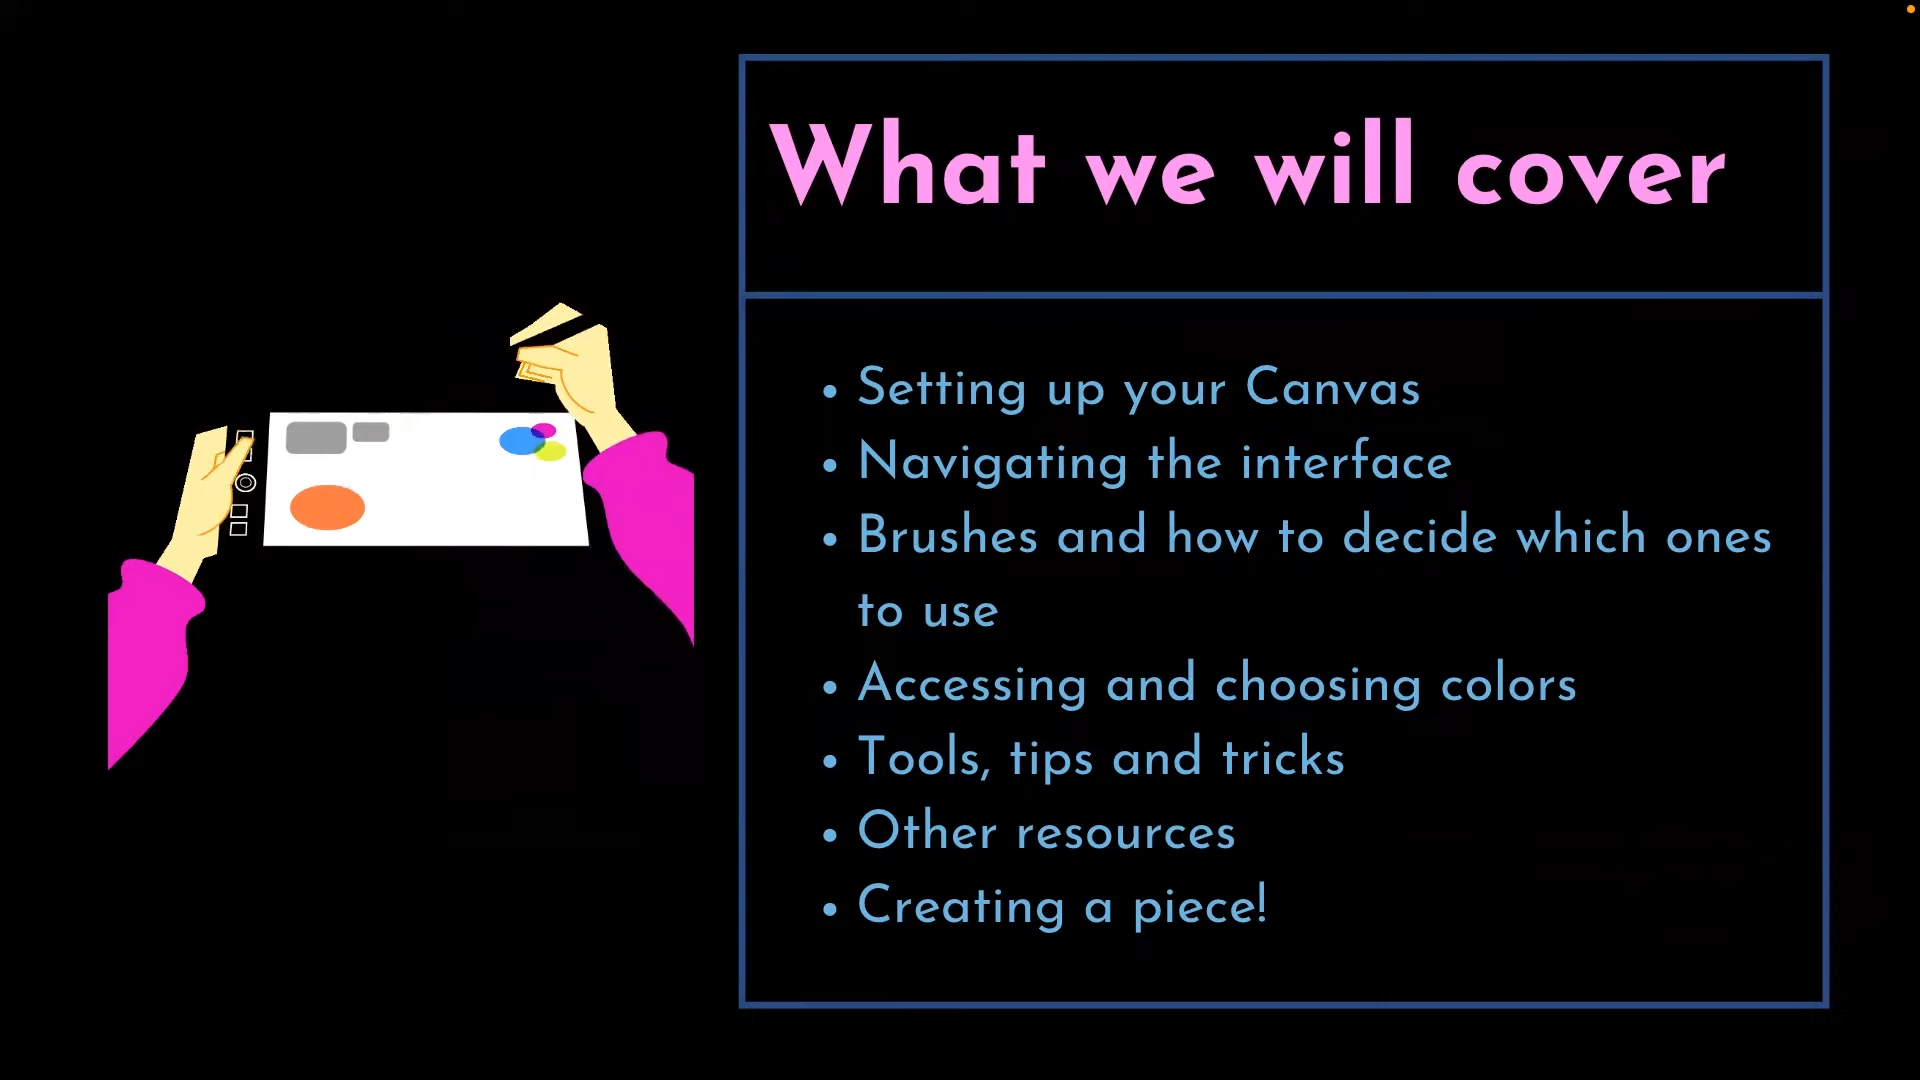 What we will cover
• Setting up your Canvas
• Navigating the interface
• Brushes and how to decide which ones
to use
• Accessing and choosing colors
• Tools, tips and tricks
• Other resources
• Creating a piece!